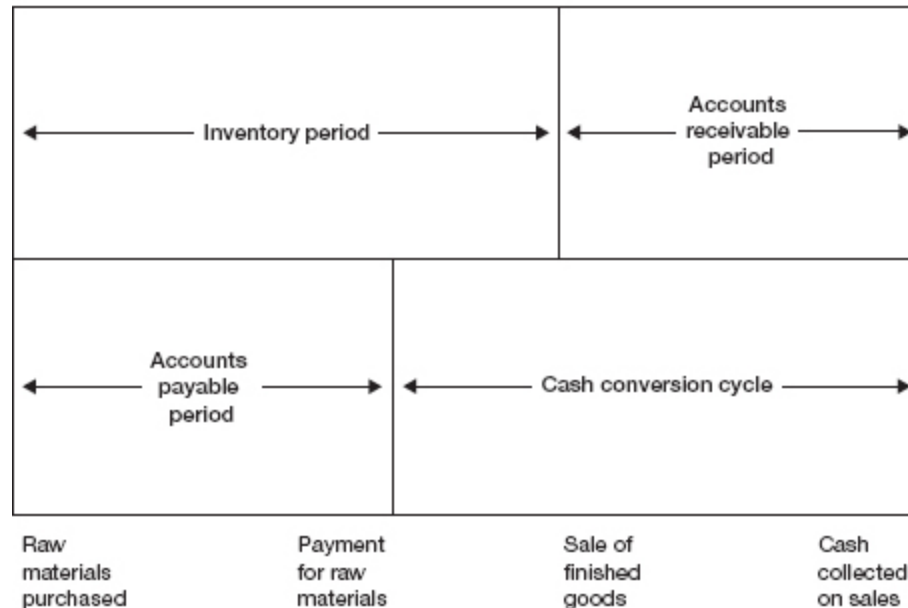 Inventory period
Accounts
receivable
period
Accounts
payable
period
Cash conversion cycle
Raw
materials
purchased
Payment
for raw
materials
Sale of
finished
goods
Cash
collected
on sales